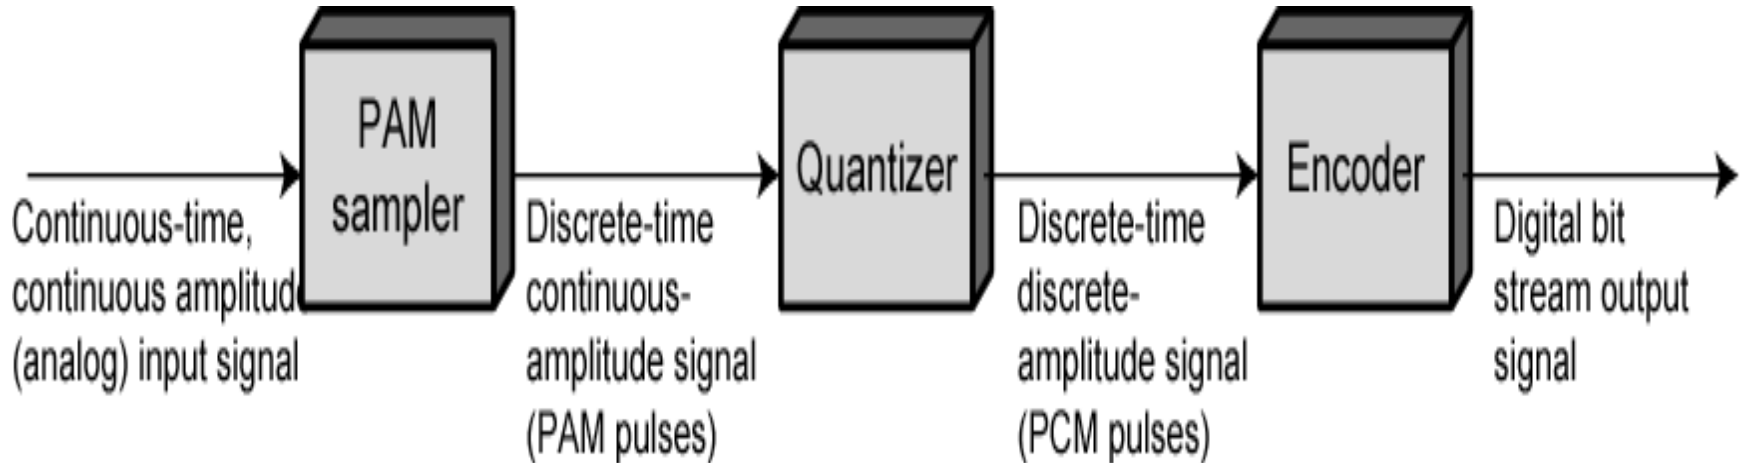 PAM
sampler
Quantizer
Encoder
Continuous-time,
continuous amplitude
(analog) input signal
Discrete-time
continuous-
amplitude signal
(PAM pulses)
Discrete-time
discrete-
amplitude signal
(PCM pulses)
Digital bit
stream output
signal